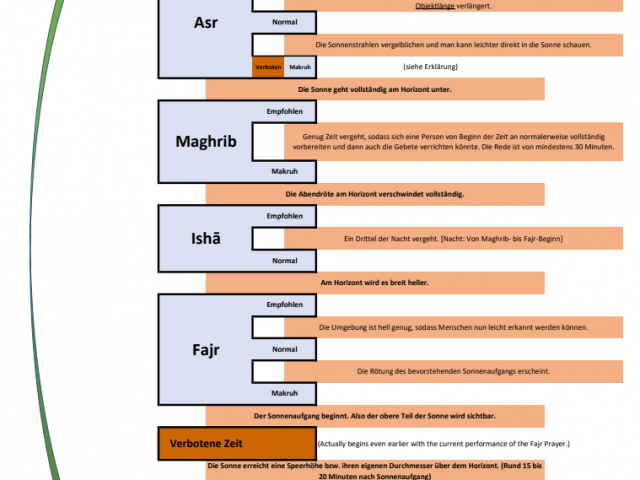 Objektlänge verlängert.
Asr
Normal
Die Sonnenstrahlen vergelblichen und man kann leichter direkt in die Sonne schauen.
Verboten Makruh (siehe Erklärung)
Die Sonne geht vollständig am Horizont unter.
Empfohlen
Maghrib
Genug Zeit vergeht, sodass sich eine Person von Beginn der Zeit an normalerweise vollständig
vorbereiten und dann auch die Gebete verrichten könnte. Die Rede ist von mindestens 30 Minuten.
Makruh
Die Abendröte am Horizont verschwindet vollständig.
Empfohlen
Ishā
Ein Drittel der Nacht vergeht. [Nacht: Von Maghrib- bis Fajr-Beginn]
Normal
Am Horizont wird es breit heller.
Empfohlen
Die Umgebung ist hell genug, sodass Menschen nun leicht erkannt werden können.
Fajr
Normal
Die Rötung des bevorstehenden Sonnenaufgangs erscheint.
Makruh
Der Sonnenaufgang beginnt. Also der obere Teil der Sonne wird sichtbar.
Verbotene Zeit (Actually begins even earlier with the current performance of the Fajr Prayer.)
Die Sonne erreicht eine Speerhöhe bzw. ihren eigenen Durchmesser über dem Horizont. (Rund 15 bis
20 Minuten nach Sonnenaufgang)